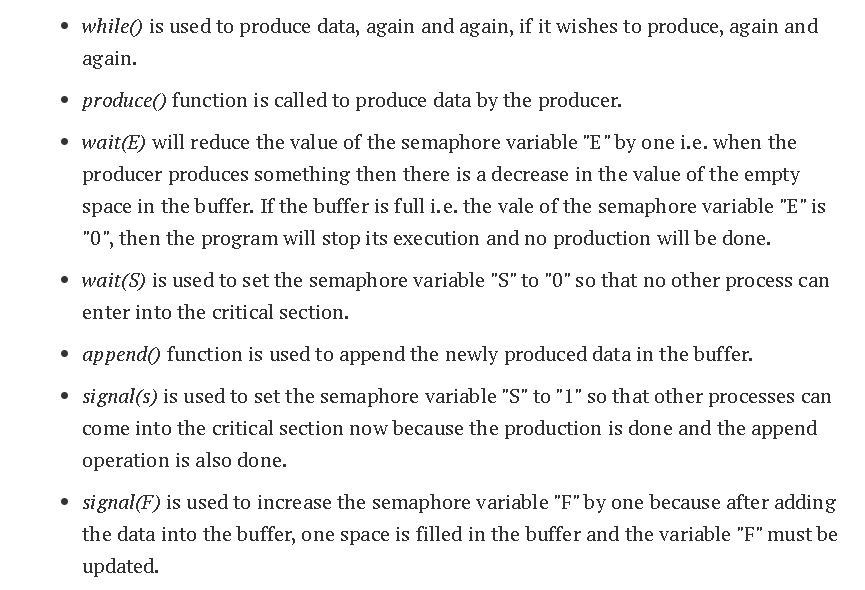 • while() is used to produce data, again and again, if it wishes to produce, again and
again.
• produce() function is called to produce data by the producer.
• wait(E) will reduce the value of the semaphore variable "E" by one i.e. when the
producer produces something then there is a decrease in the value of the empty
space in the buffer. If the buffer is full i.e. the vale of the semaphore variable "E" is
"0", then the program will stop its execution and no production will be done.
• wait(S) is used to set the semaphore variable "S" to "0" so that no other process can
enter into the critical section.
• append() function is used to append the newly produced data in the buffer.
• signal(s) is used to set the semaphore variable "S" to "1" so that other processes can
come into the critical section now because the production is done and the append
operation is also done.
• signal(F) is used to increase the semaphore variable "F" by one because after adding
the data into the buffer, one space is filled in the buffer and the variable "F" must be
updated.